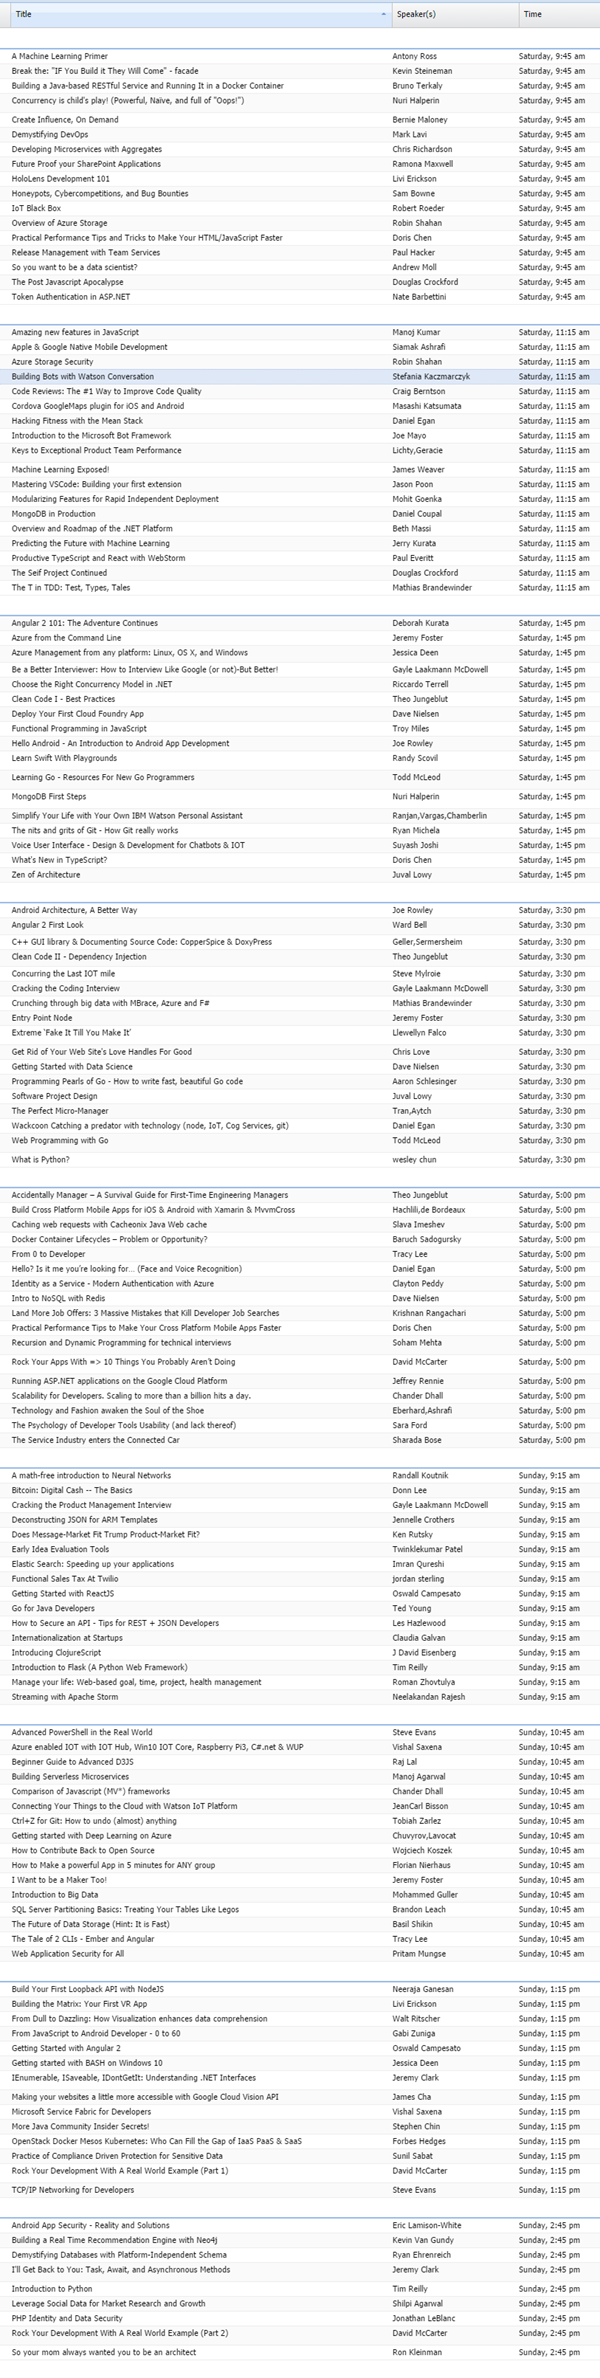 Title Speaker(s) Time
A Machine Learning Primer Antony Ross Saturday, 9:45 am
Break the: "IF You Build it They Will Come" - facade Kevin Steineman Saturday, 9:45 am
Building a Java-based RESTful Service and Running It in a Docker Container Bruno Terkaly Saturday, 9:45 am
Concurrency is child's play! (Powerful, Naïve, and full of "Oops!") Nuri Halperin Saturday, 9:45 am
Create Influence, On Demand Bernie Maloney Saturday, 9:45 am
Demystifying DevOps Mark Lavi Saturday, 9:45 am
Developing Microservices with Aggregates Chris Richardson Saturday, 9:45 am
Future Proof your SharePoint Applications Ramona Maxwell Saturday, 9:45 am
HoloLens Development 101 Livi Erickson Saturday, 9:45 am
Honeypots, Cybercompetitions, and Bug Bounties Sam Bowne Saturday, 9:45 am
IoT Black Box Robert Roeder Saturday, 9:45 am
Overview of Azure Storage Robin Shahan Saturday, 9:45 am
Practical Performance Tips and Tricks to Make Your HTML/JavaScript Faster Doris Chen Saturday, 9:45 am
Release Management with Team Services Paul Hacker Saturday, 9:45 am
So you want to be a data scientist? Andrew Moll Saturday, 9:45 am
The Post Javascript Apocalypse Douglas Crockford Saturday, 9:45 am
Token Authentication in ASP.NET Nate Barbettini Saturday, 9:45 am
Amazing new features in JavaScript Manoj Kumar Saturday, 11:15 am
Apple & Google Native Mobile Development Siamak Ashrafi Saturday, 11:15 am
Azure Storage Security Robin Shahan Saturday, 11:15 am
Building Bots with Watson Conversation Stefania Kaczmarczyk Saturday, 11:15 am
Code Reviews: The #1 Way to Improve Code Quality Craig Berntson Saturday, 11:15 am
Cordova GoogleMaps plugin for iOS and Android Masashi Katsumata Saturday, 11:15 am
Hacking Fitness with the Mean Stack Daniel Egan Saturday, 11:15 am
Introduction to the Microsoft Bot Framework Joe Mayo Saturday, 11:15 am
Keys to Exceptional Product Team Performance Lichty,Geracie Saturday, 11:15 am
Machine Learning Exposed! James Weaver Saturday, 11:15 am
Mastering VSCode: Building your first extension Jason Poon Saturday, 11:15 am
Modularizing Features for Rapid Independent Deployment Mohit Goenka Saturday, 11:15 am
MongoDB in Production Daniel Coupal Saturday, 11:15 am
Overview and Roadmap of the .NET Platform Beth Massi Saturday, 11:15 am
Predicting the Future with Machine Learning Jerry Kurata Saturday, 11:15 am
Productive TypeScript and React with WebStorm Paul Everitt Saturday, 11:15 am
The Seif Project Continued Douglas Crockford Saturday, 11:15 am
The T in TDD: Test, Types, Tales Mathias Brandewinder Saturday, 11:15 am
Angular 2 101: The Adventure Continues Deborah Kurata Saturday, 1:45 pm
Azure from the Command Line Jeremy Foster Saturday, 1:45 pm
Azure Management from any platform: Linux, OS X, and Windows Jessica Deen Saturday, 1:45 pm
Be a Better Interviewer: How to Interview Like Google (or not)-But Better! Gayle Laakmann McDowell Saturday, 1:45 pm
Choose the Right Concurrency Model in .NET Riccardo Terrell Saturday, 1:45 pm
Clean Code I - Best Practices Theo Jungeblut Saturday, 1:45 pm
Deploy Your First Cloud Foundry App Dave Nielsen Saturday, 1:45 pm
Functional Programming in JavaScript Troy Miles Saturday, 1:45 pm
Hello Android - An Introduction to Android App Development Joe Rowley Saturday, 1:45 pm
Learn Swift With Playgrounds Randy Scovil Saturday, 1:45 pm
Learning Go - Resources For New Go Programmers Todd McLeod Saturday, 1:45 pm
MongoDB First Steps Nuri Halperin Saturday, 1:45 pm
Simplify Your Life with Your Own IBM Watson Personal Assistant Ranjan,Vargas,Chamberlin Saturday, 1:45 pm
The nits and grits of Git - How Git really works Ryan Michela Saturday, 1:45 pm
Voice User Interface - Design & Development for Chatbots & IOT Suyash Joshi Saturday, 1:45 pm
What's New in TypeScript? Doris Chen Saturday, 1:45 pm
Zen of Architecture Juval Lowy Saturday, 1:45 pm
Android Architecture, A Better Way Joe Rowley Saturday, 3:30 pm
Angular 2 First Look Ward Bell Saturday, 3:30 pm
C++ GUI library & Documenting Source Code: CopperSpice & DoxyPress Geller,Sermersheim Saturday, 3:30 pm
Clean Code II - Dependency Injection Theo Jungeblut Saturday, 3:30 pm
Concurring the Last IOT mile Steve Mylroie Saturday, 3:30 pm
Cracking the Coding Interview Gayle Laakmann McDowell Saturday, 3:30 pm
Crunching through big data with MBrace, Azure and F# Mathias Brandewinder Saturday, 3:30 pm
Entry Point Node Jeremy Foster Saturday, 3:30 pm
Extreme 'Fake It Till You Make It' Llewellyn Falco Saturday, 3:30 pm
Get Rid of Your Web Site's Love Handles For Good Chris Love Saturday, 3:30 pm
Getting Started with Data Science Dave Nielsen Saturday, 3:30 pm
Programming Pearls of Go - How to write fast, beautiful Go code Aaron Schlesinger Saturday, 3:30 pm
Software Project Design Juval Lowy Saturday, 3:30 pm
The Perfect Micro-Manager Tran,Aytch Saturday, 3:30 pm
Wackcoon Catching a predator with technology (node, IoT, Cog Services, git) Daniel Egan Saturday, 3:30 pm
Web Programming with Go Todd McLeod Saturday, 3:30 pm
What is Python? wesley chun Saturday, 3:30 pm
Accidentally Manager – A Survival Guide for First-Time Engineering Managers Theo Jungeblut Saturday, 5:00 pm
Build Cross Platform Mobile Apps for iOS & Android with Xamarin & MvvmCross Hachlili,de Bordeaux Saturday, 5:00 pm
Caching web requests with Cacheonix Java Web cache Slava Imeshev Saturday, 5:00 pm
Docker Container Lifecycles – Problem or Opportunity? Baruch Sadogursky Saturday, 5:00 pm
From 0 to Developer Tracy Lee Saturday, 5:00 pm
Hello? Is it me you're looking for... (Face and Voice Recognition) Daniel Egan Saturday, 5:00 pm
Identity as a Service - Modern Authentication with Azure Clayton Peddy Saturday, 5:00 pm
Intro to NoSQL with Redis Dave Nielsen Saturday, 5:00 pm
Land More Job Offers: 3 Massive Mistakes that Kill Developer Job Searches Krishnan Rangachari Saturday, 5:00 pm
Practical Performance Tips to Make Your Cross Platform Mobile Apps Faster Doris Chen Saturday, 5:00 pm
Recursion and Dynamic Programming for technical interviews Soham Mehta Saturday, 5:00 pm
Rock Your Apps With => 10 Things You Probably Aren't Doing David McCarter Saturday, 5:00 pm
Running ASP.NET applications on the Google Cloud Platform Jeffrey Rennie Saturday, 5:00 pm
Scalability for Developers. Scaling to more than a billion hits a day. Chander Dhall Saturday, 5:00 pm
Technology and Fashion awaken the Soul of the Shoe Eberhard,Ashrafi Saturday, 5:00 pm
The Psychology of Developer Tools Usability (and lack thereof) Sara Ford Saturday, 5:00 pm
The Service Industry enters the Connected Car Sharada Bose Saturday, 5:00 pm
A math-free introduction to Neural Networks Randall Koutnik Sunday, 9:15 am
Bitcoin: Digital Cash -- The Basics Donn Lee Sunday, 9:15 am
Cracking the Product Management Interview Gayle Laakmann McDowell Sunday, 9:15 am
Deconstructing JSON for ARM Templates Jennelle Crothers Sunday, 9:15 am
Does Message-Market Fit Trump Product-Market Fit? Ken Rutsky Sunday, 9:15 am
Early Idea Evaluation Tools Twinklekumar Patel Sunday, 9:15 am
Elastic Search: Speeding up your applications Imran Qureshi Sunday, 9:15 am
Functional Sales Tax At Twilio jordan sterling Sunday, 9:15 am
Getting Started with ReactJS Oswald Campesato Sunday, 9:15 am
Go for Java Developers Ted Young Sunday, 9:15 am
How to Secure an API - Tips for REST + JSON Developers Les Hazlewood Sunday, 9:15 am
Internationalization at Startups Claudia Galvan Sunday, 9:15 am
Introducing ClojureScript J David Eisenberg Sunday, 9:15 am
Introduction to Flask (A Python Web Framework) Tim Reilly Sunday, 9:15 am
Manage your life: Web-based goal, time, project, health management Roman Zhovtulya Sunday, 9:15 am
Streaming with Apache Storm Neelakandan Rajesh Sunday, 9:15 am
Advanced PowerShell in the Real World Steve Evans Sunday, 10:45 am
Azure enabled IOT with IOT Hub, Win10 IOT Core, Raspberry Pi3, C#.net & WUP Vishal Saxena Sunday, 10:45 am
Beginner Guide to Advanced D3JS Raj Lal Sunday, 10:45 am
Building Serverless Microservices Manoj Agarwal Sunday, 10:45 am
Comparison of Javascript (MV*) frameworks Chander Dhall Sunday, 10:45 am
Connecting Your Things to the Cloud with Watson IoT Platform JeanCarl Bisson Sunday, 10:45 am
Ctrl+Z for Git: How to undo (almost) anything Tobiah Zarlez Sunday, 10:45 am
Getting started with Deep Learning on Azure Chuvyrov,Lavocat Sunday, 10:45 am
How to Contribute Back to Open Source Wojciech Koszek Sunday, 10:45 am
How to Make a powerful App in 5 minutes for ANY group Florian Nierhaus Sunday, 10:45 am
I Want to be a Maker Too! Jeremy Foster Sunday, 10:45 am
Introduction to Big Data Mohammed Guller Sunday, 10:45 am
SQL Server Partitioning Basics: Treating Your Tables Like Legos Brandon Leach Sunday, 10:45 am
The Future of Data Storage (Hint: It is Fast) Basil Shikin Sunday, 10:45 am
The Tale of 2 CLIs - Ember and Angular Tracy Lee Sunday, 10:45 am
Web Application Security for All Pritam Mungse Sunday, 10:45 am
Build Your First Loopback API with NodeJS Neeraja Ganesan Sunday, 1:15 pm
Building the Matrix: Your First VR App Livi Erickson Sunday, 1:15 pm
From Dull to Dazzling: How Visualization enhances data comprehension Walt Ritscher Sunday, 1:15 pm
From JavaScript to Android Developer - 0 to 60 Gabi Zuniga Sunday, 1:15 pm
Getting Started with Angular 2 Oswald Campesato Sunday, 1:15 pm
Getting started with BASH on Windows 10 Jessica Deen Sunday, 1:15 pm
IEnumerable, ISaveable, IDontGetIt: Understanding .NET Interfaces Jeremy Clark Sunday, 1:15 pm
Making your websites a little more accessible with Google Cloud Vision API James Cha Sunday, 1:15 pm
Microsoft Service Fabric for Developers Vishal Saxena Sunday, 1:15 pm
More Java Community Insider Secrets! Stephen Chin Sunday, 1:15 pm
OpenStack Docker Mesos Kubernetes: Who Can Fill the Gap of IaaS PaaS & SaaS Forbes Hedges Sunday, 1:15 pm
Practice of Compliance Driven Protection for Sensitive Data Sunil Sabat Sunday, 1:15 pm
Rock Your Development With A Real World Example (Part 1) David McCarter Sunday, 1:15 pm
TCP/IP Networking for Developers Steve Evans Sunday, 1:15 pm
Android App Security - Reality and Solutions Eric Lamison-White Sunday, 2:45 pm
Building a Real Time Recommendation Engine with Neo4j Kevin Van Gundy Sunday, 2:45 pm
Demystifying Databases with Platform-Independent Schema Ryan Ehrenreich Sunday, 2:45 pm
I'll Get Back to You: Task, Await, and Asynchronous Methods Jeremy Clark Sunday, 2:45 pm
Introduction to Python Tim Reilly Sunday, 2:45 pm
Leverage Social Data for Market Research and Growth Shilpi Agarwal Sunday, 2:45 pm
PHP Identity and Data Security Jonathan LeBlanc Sunday, 2:45 pm
Rock Your Development With A Real World Example (Part 2) David McCarter Sunday, 2:45 pm
So your mom always wanted you to be an architect Ron Kleinman Sunday, 2:45 pm